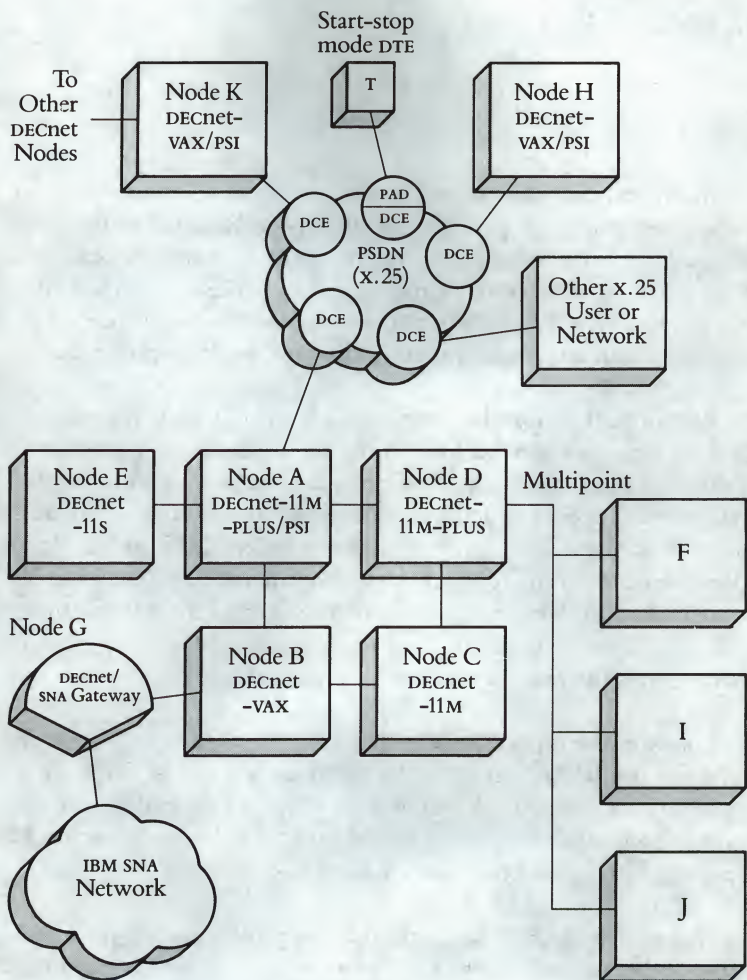 Start-stop
mode DTE
To
Other
DECnet
Nodes
Node K
DECnet-
VAX/PSI
T
Node H
DECnet-
VAX/PSI
PAD
DCE
DCE
DCE
PSDN
(X.25)
DCE
DCE
Other X.25
User or
Network
Node E
DECnet
-11S
Node A
DECnet-11M
-PLUS/PSI
Node D
DECnet-
11M-PLUS
Multipoint
F
Node G
DECnet/
SNA Gateway
Node B
DECnet
-VAX
Node C
DECnet
-11M
I
IBM SNA
Network
J